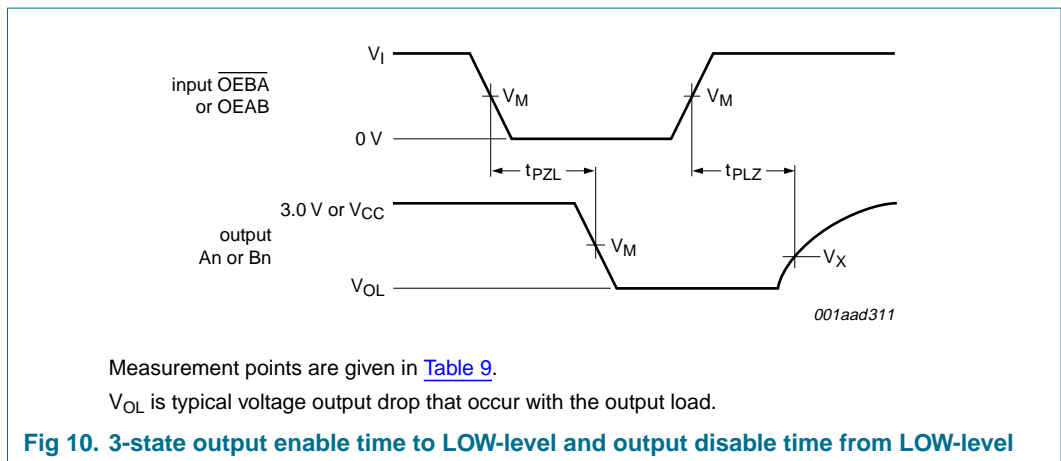 V_I
input OEBA
or OEAB
V_M
V_M
0 V
t_PZL
t_PLZ
3.0 V or V_CC
output
An or Bn
V_M
V_X
V_OL
001aad311
Measurement points are given in Table 9.
V_OL is typical voltage output drop that occur with the output load.
Fig 10. 3-state output enable time to LOW-level and output disable time from LOW-level